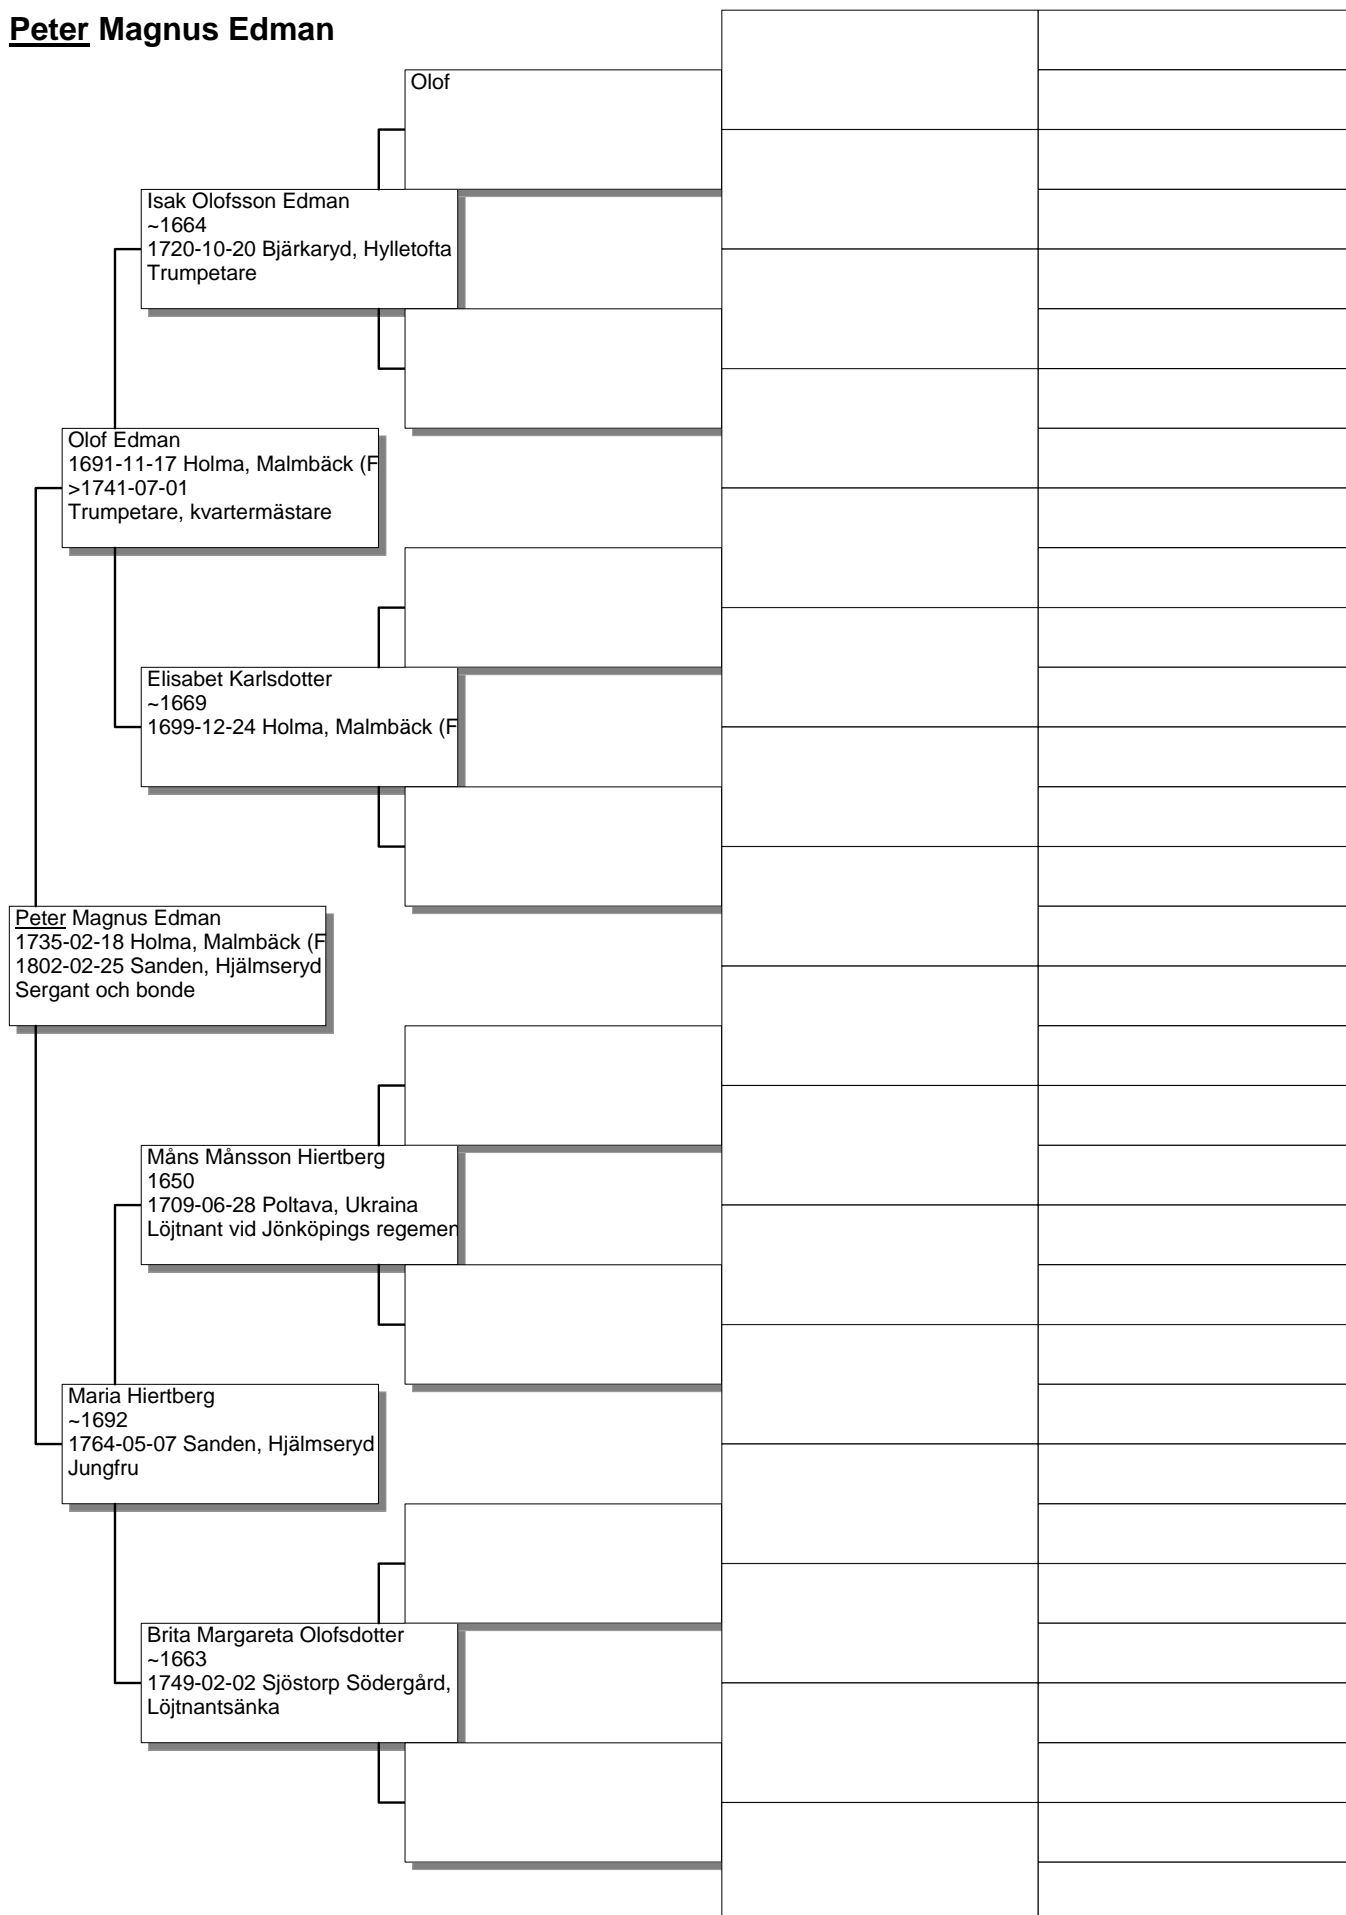 Peter Magnus Edman
Olof
Isak Olofsson Edman
~1664
1720-10-20 Bjärkaryd, Hylletofta
Trumpetare
Olof Edman
1691-11-17 Holma, Malmbäck (F
>1741-07-01
Trumpetare, kvartermästare
Elisabet Karlsdotter
~1669
1699-12-24 Holma, Malmbäck (F
Peter Magnus Edman
1735-02-18 Holma, Malmbäck (F
1802-02-25 Sanden, Hjälmseryd
Sergant och bonde
Måns Månsson Hiertberg
1650
1709-06-28 Poltava, Ukraina
Löjtnant vid Jönköpings regemen
Maria Hiertberg
~1692
1764-05-07 Sanden, Hjälmseryd
Jungfru
Brita Margareta Olofsdotter
~1663
1749-02-02 Sjöstorp Södergård,
Löjtnantsänka